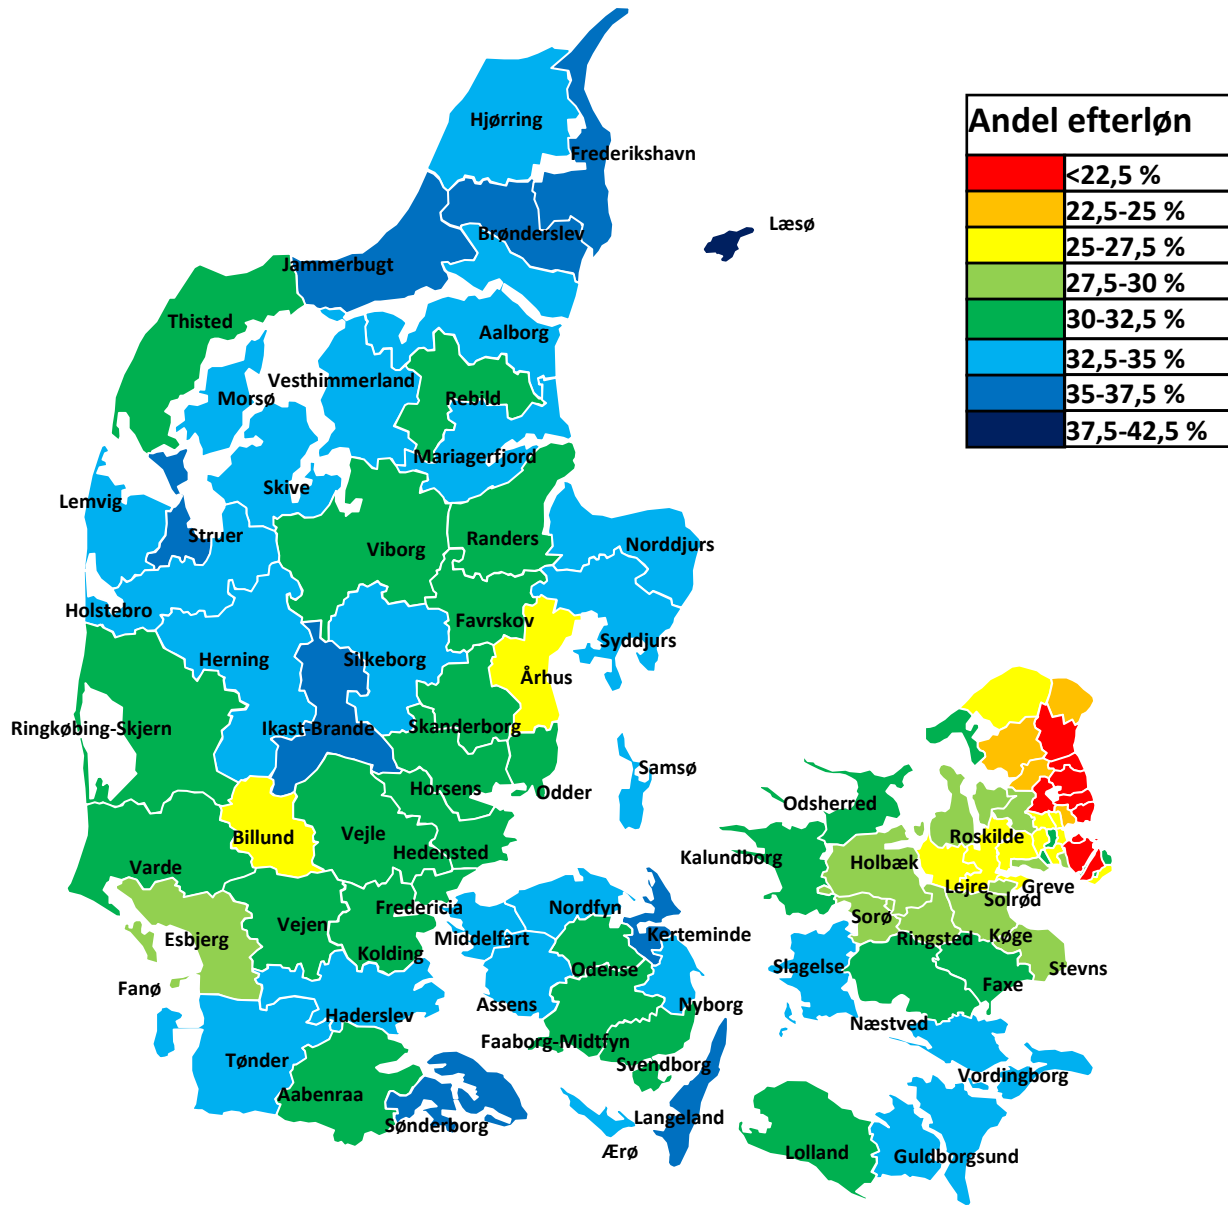 Andel efterløn
<22,5 %
22,5-25 %
25-27,5 %
27,5-30 %
30-32,5 %
32,5-35 %
35-37,5 %
37,5-42,5 %
Hjørring
Frederikshavn
Læsø
Brønderslev
Jammerbugt
Thisted
Aalborg
Vesthimmerland
Morsø
Rebild
Mariagerfjord
Skive
Lemvig
Struer
Randers
Viborg
Norddjurs
Holstebro
Favrskov
Syddjurs
Herning
Silkeborg
Århus
Ringkøbing-Skjern
Ikast-Brande
Skanderborg
Samsø
Horsens
Odder
Odsherred
Billund
Vejle
Hedensted
Roskilde
Kalundborg
Holbæk
Varde
Lejre
Greve
Solrød
Fredericia
Nordfyn
Sorø
Vejen
Esbjerg
Middelfart
Kerteminde
Ringsted
Køge
Kolding
Odense
Slagelse
Stevns
Fanø
Faxe
Assens
Nyborg
Haderslev
Næstved
Faaborg-Midtfyn
Tønder
Svendborg
Vordingborg
Aabenraa
Sønderborg
Langeland
Ærø
Lolland
Guldborgsund